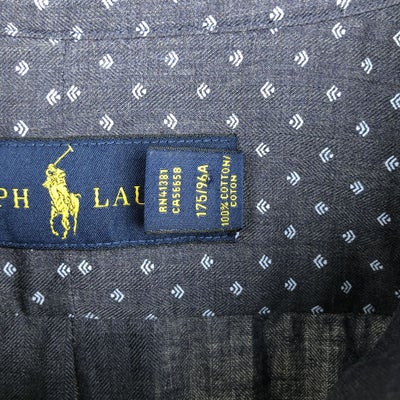 PH LAU
RN41381
CA56658
175/96A
100% COTTON/
COTON